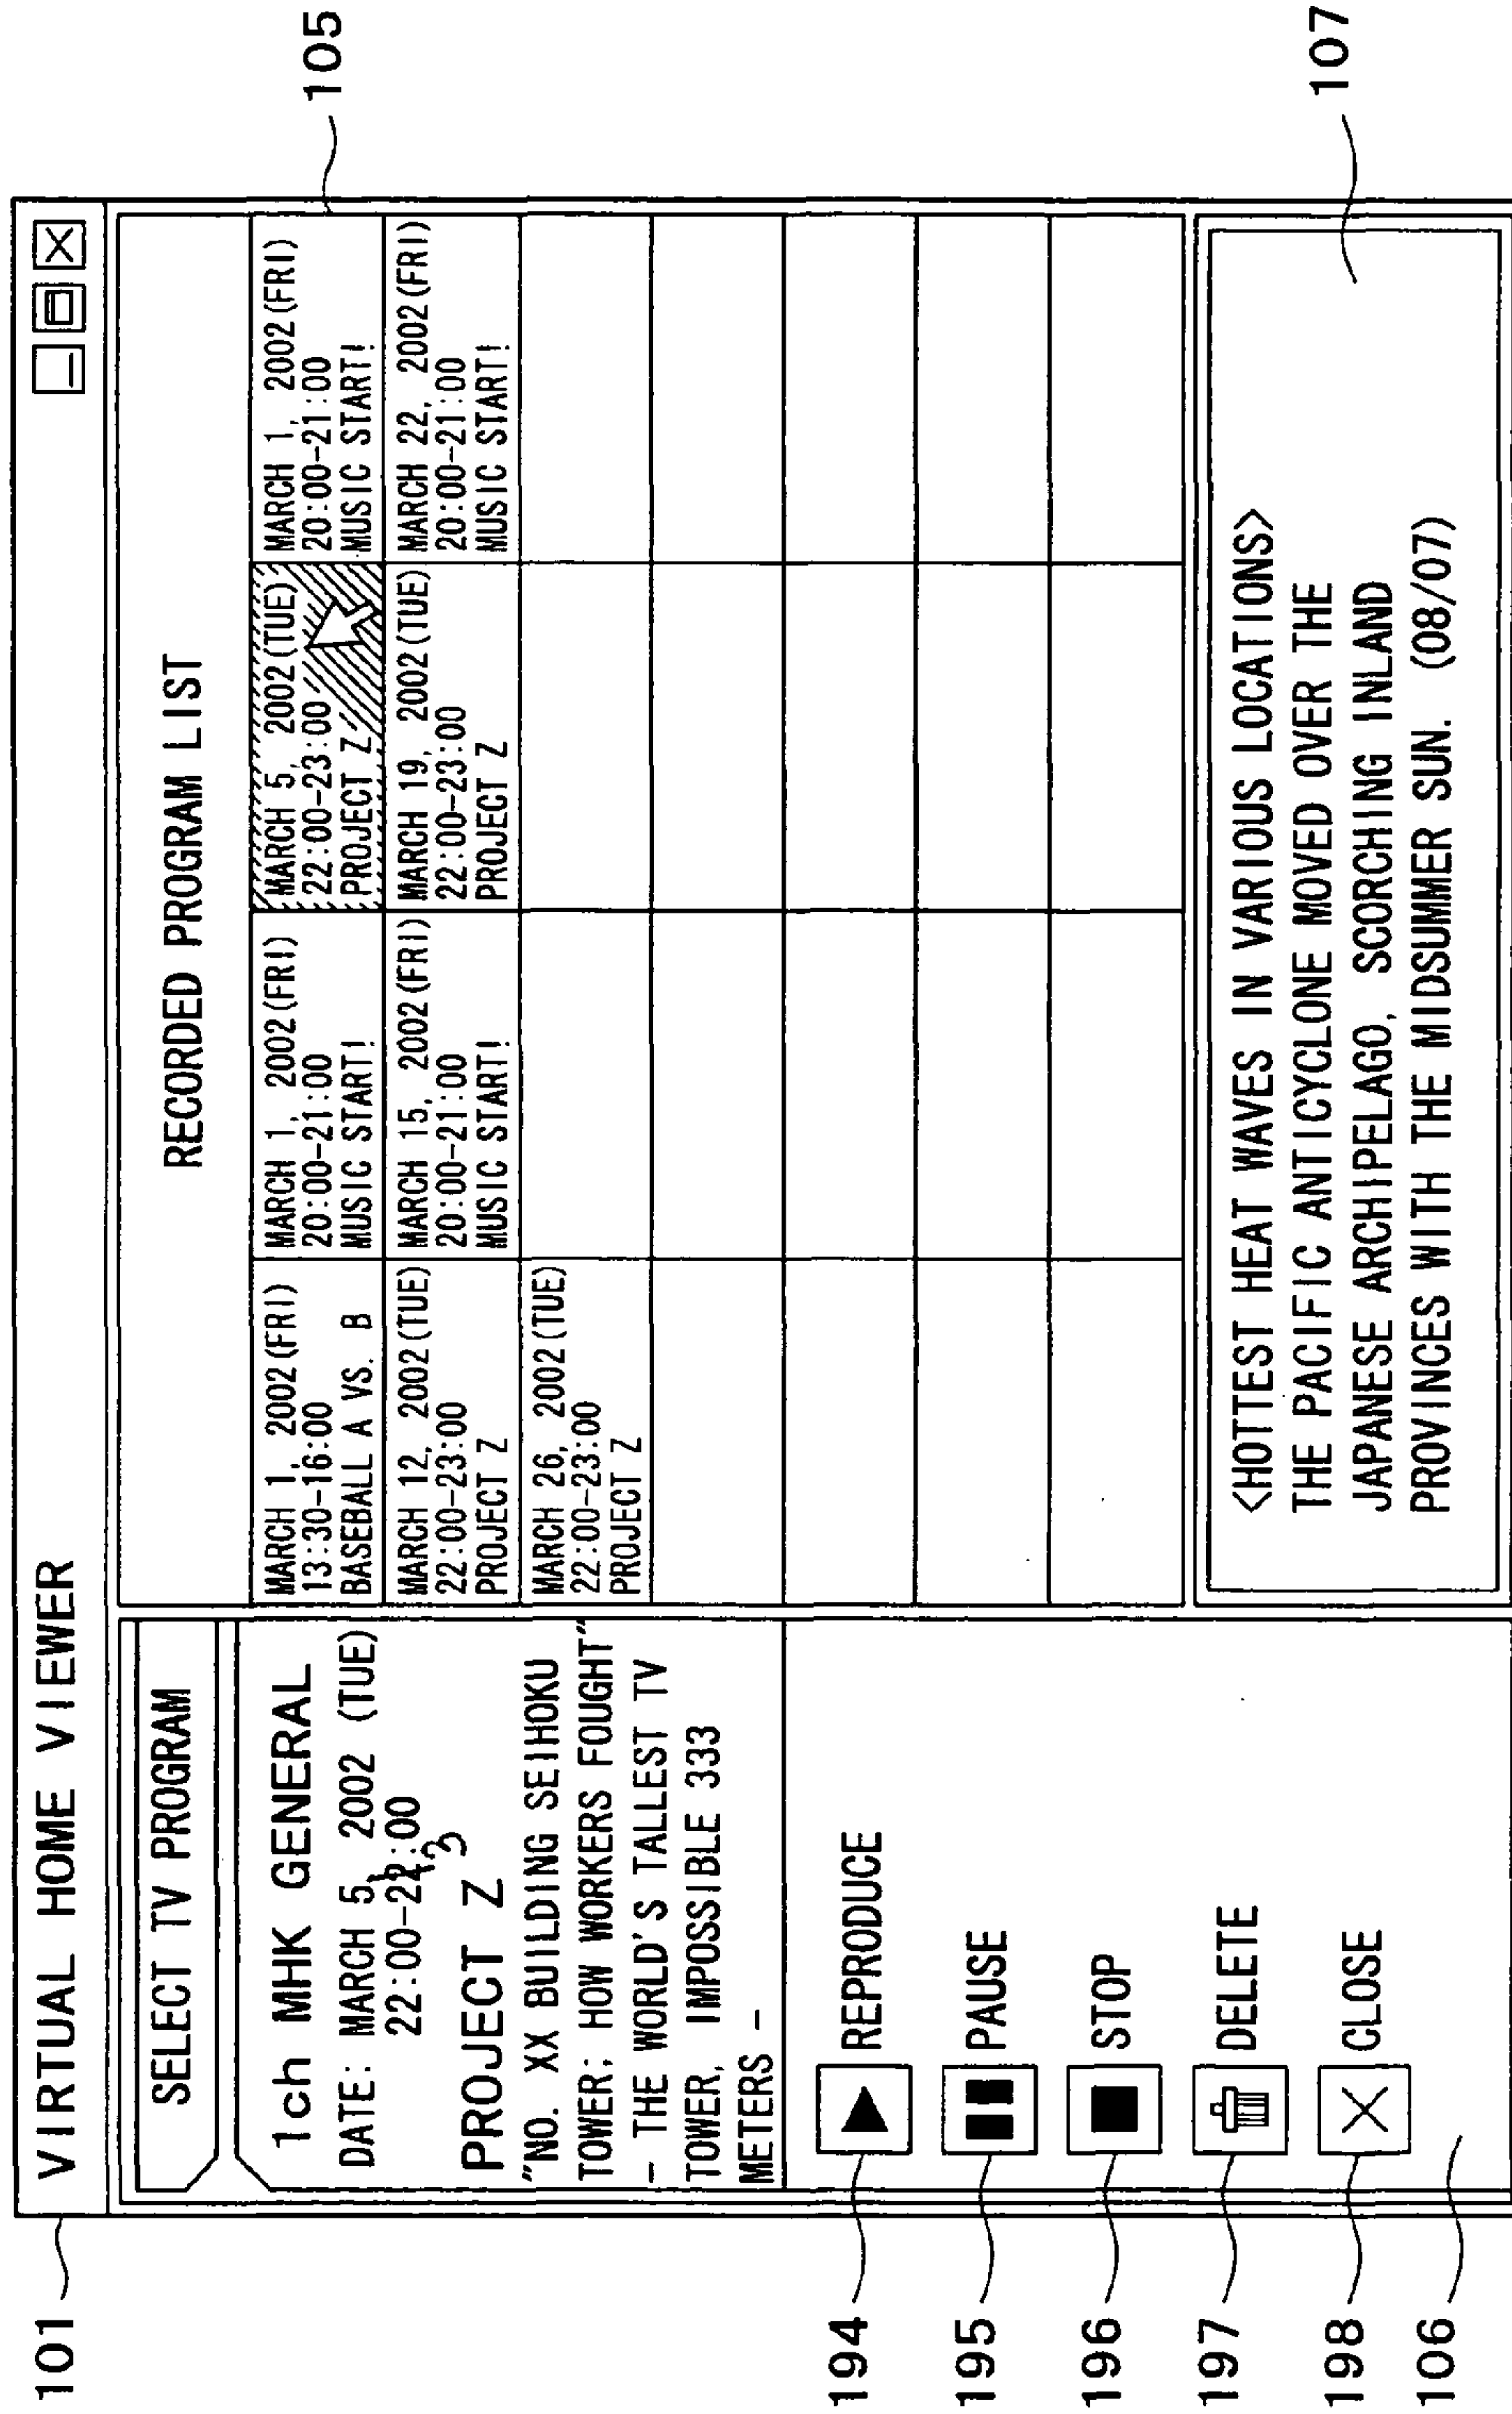 101
VIRTUAL HOME VIEWER
SELECT TV PROGRAM
1ch MHK GENERAL
DATE: MARCH 5, 2002 (TUE)
22:00-22:00
23
PROJECT Z
"NO. XX BUILDING SEIHOKU
TOWER; HOW WORKERS FOUGHT"
- THE WORLD'S TALLEST TV
TOWER, IMPOSSIBLE 333
METERS -
194
REPRODUCE
195
PAUSE
196
STOP
197
DELETE
198
CLOSE
106
RECORDED PROGRAM LIST
105
MARCH 1, 2002(FRI)
13:30-16:00
BASEBALL A VS. B
MARCH 1, 2002(FRI)
20:00-21:00
MUSIC START!
MARCH 5, 2002(TUE)
22:00-23:00
PROJECT Z
MARCH 1, 2002(FRI)
20:00-21:00
MUSIC START!
MARCH 12, 2002(TUE)
22:00-23:00
PROJECT Z
MARCH 15, 2002(FRI)
20:00-21:00
MUSIC START!
MARCH 19, 2002(TUE)
22:00-23:00
PROJECT Z
MARCH 22, 2002(FRI)
20:00-21:00
MUSIC START!
MARCH 26, 2002(TUE)
22:00-23:00
PROJECT Z
<HOTTEST HEAT WAVES IN VARIOUS LOCATIONS>
THE PACIFIC ANTICYCLONE MOVED OVER THE
JAPANESE ARCHIPELAGO, SCORCHING INLAND
PROVINCES WITH THE MIDSUMMER SUN. (08/07)
107